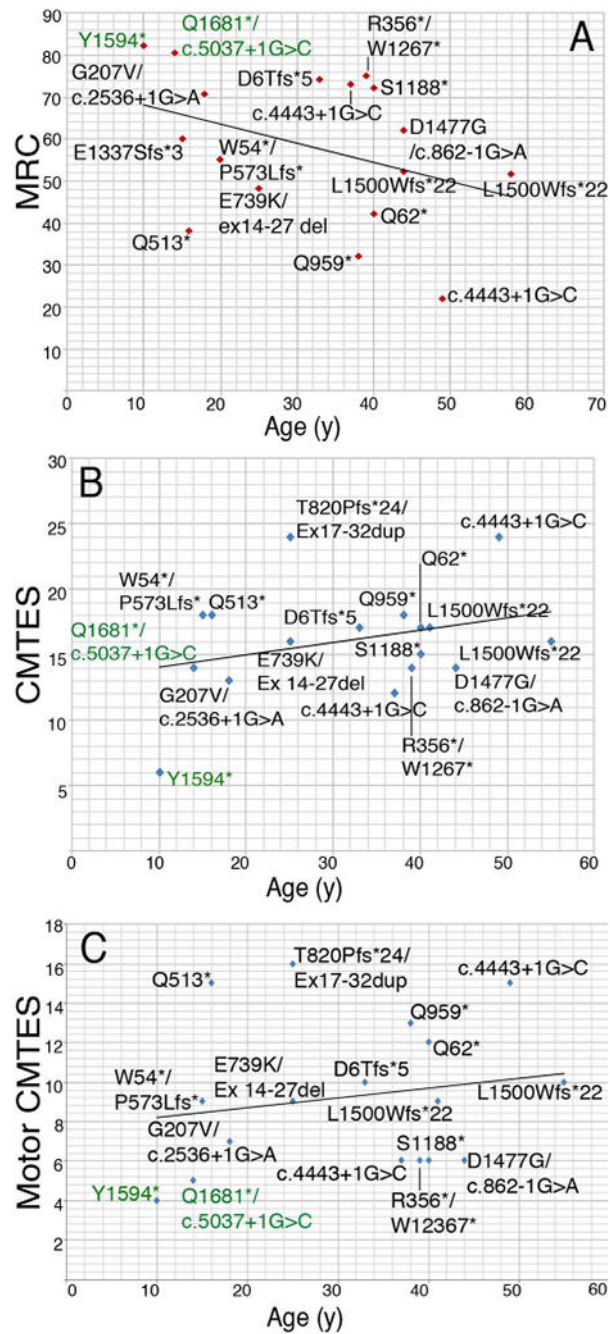 A
MRC
90
80
70
60
50
40
30
20
10
Y1594*
Q1681*/
c.5037+1G>C
R356*/
W1267*
G207V/
c.2536+1G>A
D6Tfs*5
c.4443+1G>C
S1188*
E1337Sfs*3
W54*/
P573Lfs*
D1477G
/c.862-1G>A
L1500Wfs*22
L1500Wfs*22
E739K/
ex14-27 del
Q513*
Q62*
Q959*
c.4443+1G>C
0 10 20 30 40 50 60 70
Age (y)
B
CMTES
30
25
20
15
10
5
T820Pfs*24/
Ex17-32dup
c.4443+1G>C
Q62*
W54*/
P573Lfs*
Q513*
Q959*
D6Tfs*5
L1500Wfs*22
Q1681*/
c.5037+1G>C
E739K/
Ex 14-27del
S1188*
L1500Wfs*22
G207V/
c.2536+1G>A
c.4443+1G>C
D1477G/
c.862-1G>A
R356*/
W1267*
Y1594*
0 10 20 30 40 50 60
Age (y)
C
Motor CMTES
18
16
14
12
10
8
6
4
2
T820Pfs*24/
Ex17-32dup
Q513*
c.4443+1G>C
Q959*
Q62*
W54*/
P573Lfs*
E739K/
Ex 14-27del
D6Tfs*5
L1500Wfs*22
L1500Wfs*22
G207V/
c.2536+1G>A
S1188*
c.4443+1G>C
D1477G/
c.862-1G>A
R356*/
W12367*
Y1594*
Q1681*/
c.5037+1G>C
0 10 20 30 40 50 60
Age (y)